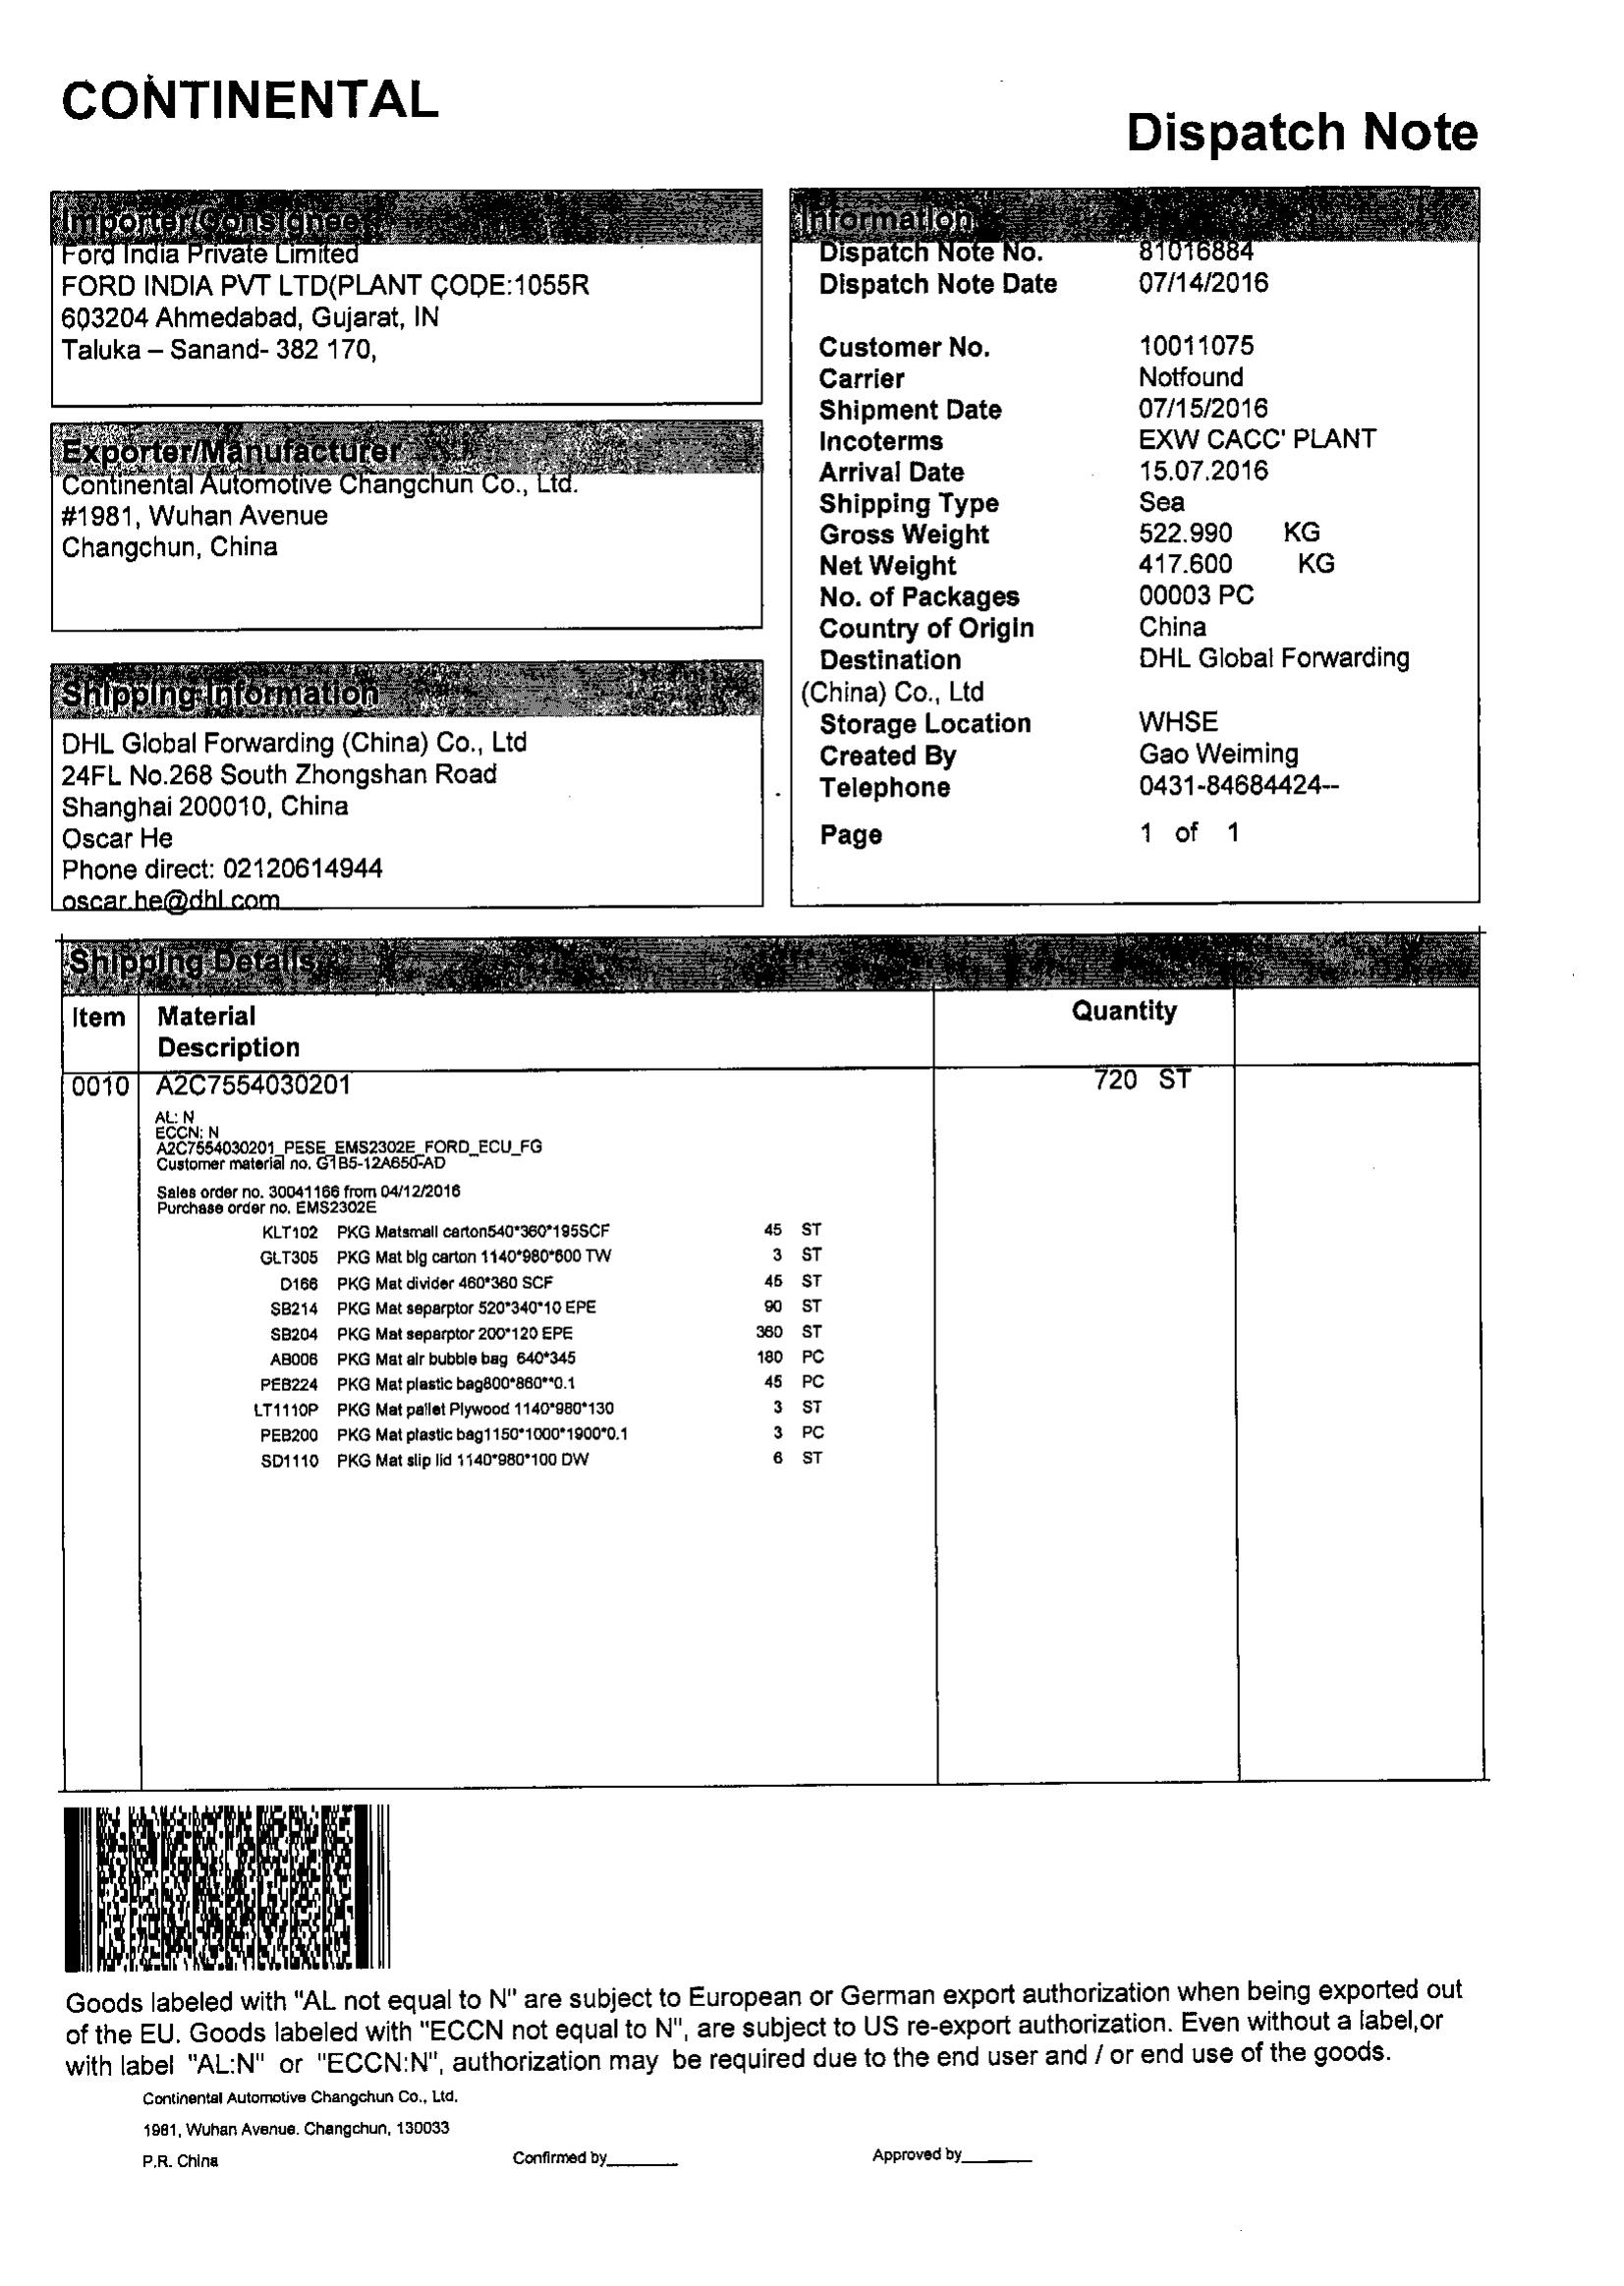 CONTINENTAL
Dispatch Note
Importer/Consignee
Ford India Private Limited
FORD INDIA PVT LTD(PLANT CODE:1055R
603204 Ahmedabad, Gujarat, IN
Taluka – Sanand- 382 170,
Exporter/Manufacturer
Continental Automotive Changchun Co., Ltd.
#1981, Wuhan Avenue
Changchun, China
Shipping Information
DHL Global Forwarding (China) Co., Ltd
24FL No.268 South Zhongshan Road
Shanghai 200010, China
Oscar He
Phone direct: 02120614944
oscar.he@dhl.com
Information
Dispatch Note No. 81016884
Dispatch Note Date 07/14/2016
Customer No. 10011075
Carrier Notfound
Shipment Date 07/15/2016
Incoterms EXW CACC' PLANT
Arrival Date 15.07.2016
Shipping Type Sea
Gross Weight 522.990 KG
Net Weight 417.600 KG
No. of Packages 00003 PC
Country of Origin China
Destination DHL Global Forwarding
(China) Co., Ltd
Storage Location WHSE
Created By Gao Weiming
Telephone 0431-84684424--
Page 1 of 1
Shipping Details
Item Material Quantity
Description
0010 A2C7554030201 720 ST
AL: N
ECCN: N
A2C7554030201_PESE_EMS2302E_FORD_ECU_FG
Customer material no. G1B5-12A650-AD
Sales order no. 30041166 from 04/12/2016
Purchase order no. EMS2302E
KLT102 PKG Matsmall carton540*360*195SCF 45 ST
GLT305 PKG Mat big carton 1140*980*600 TW 3 ST
D166 PKG Mat divider 460*360 SCF 45 ST
SB214 PKG Mat separptor 520*340*10 EPE 90 ST
SB204 PKG Mat separptor 200*120 EPE 360 ST
AB006 PKG Mat air bubble bag 640*345 180 PC
PEB224 PKG Mat plastic bag800*860**0.1 45 PC
LT1110P PKG Mat pallet Plywood 1140*980*130 3 ST
PEB200 PKG Mat plastic bag1150*1000*1900*0.1 3 PC
SD1110 PKG Mat slip lid 1140*980*100 DW 6 ST
Goods labeled with "AL not equal to N" are subject to European or German export authorization when being exported out
of the EU. Goods labeled with "ECCN not equal to N", are subject to US re-export authorization. Even without a label,or
with label "AL:N" or "ECCN:N", authorization may be required due to the end user and / or end use of the goods.
Continental Automotive Changchun Co., Ltd.
1981, Wuhan Avenue. Changchun, 130033
P.R. China Confirmed by________ Approved by________